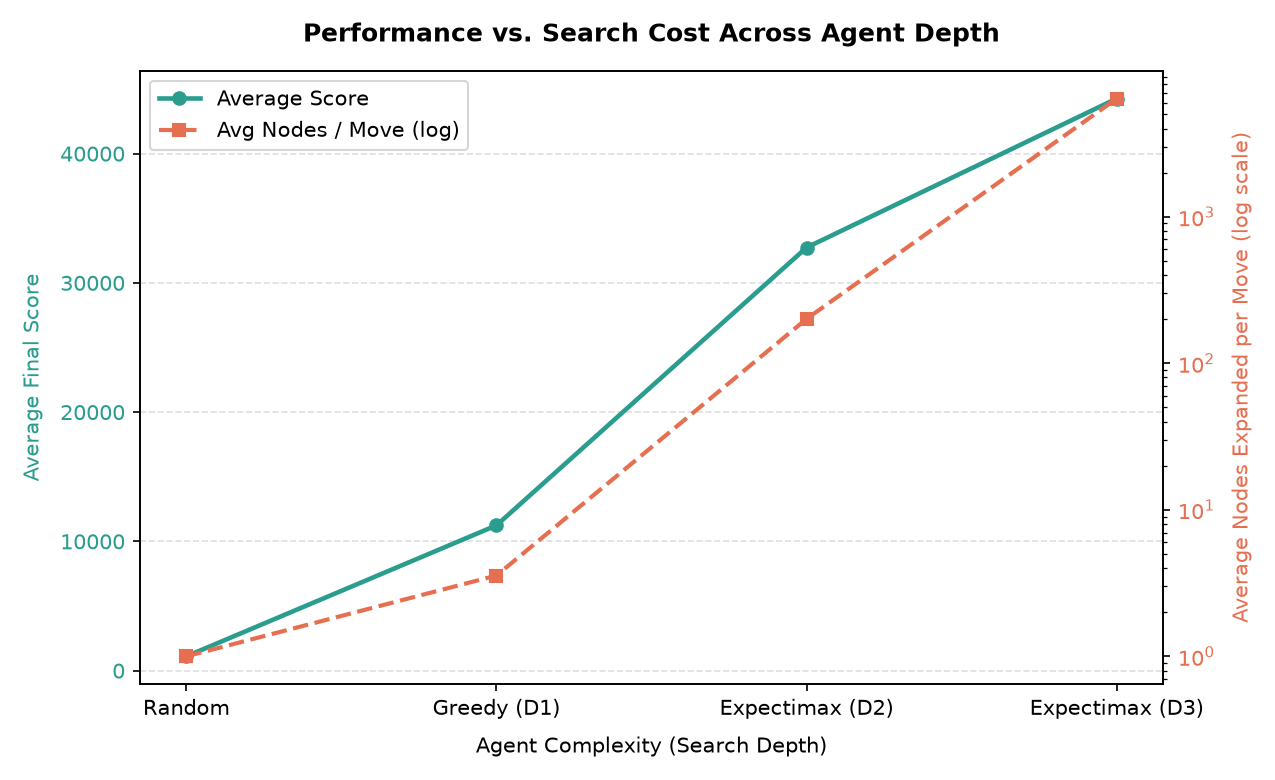 Performance vs. Search Cost Across Agent Depth
Average Score
Avg Nodes / Move (log)
Average Final Score
40000
30000
20000
10000
0
10³
10²
10¹
10⁰
Average Nodes Expanded per Move (log scale)
Random
Greedy (D1)
Expectimax (D2)
Expectimax (D3)
Agent Complexity (Search Depth)